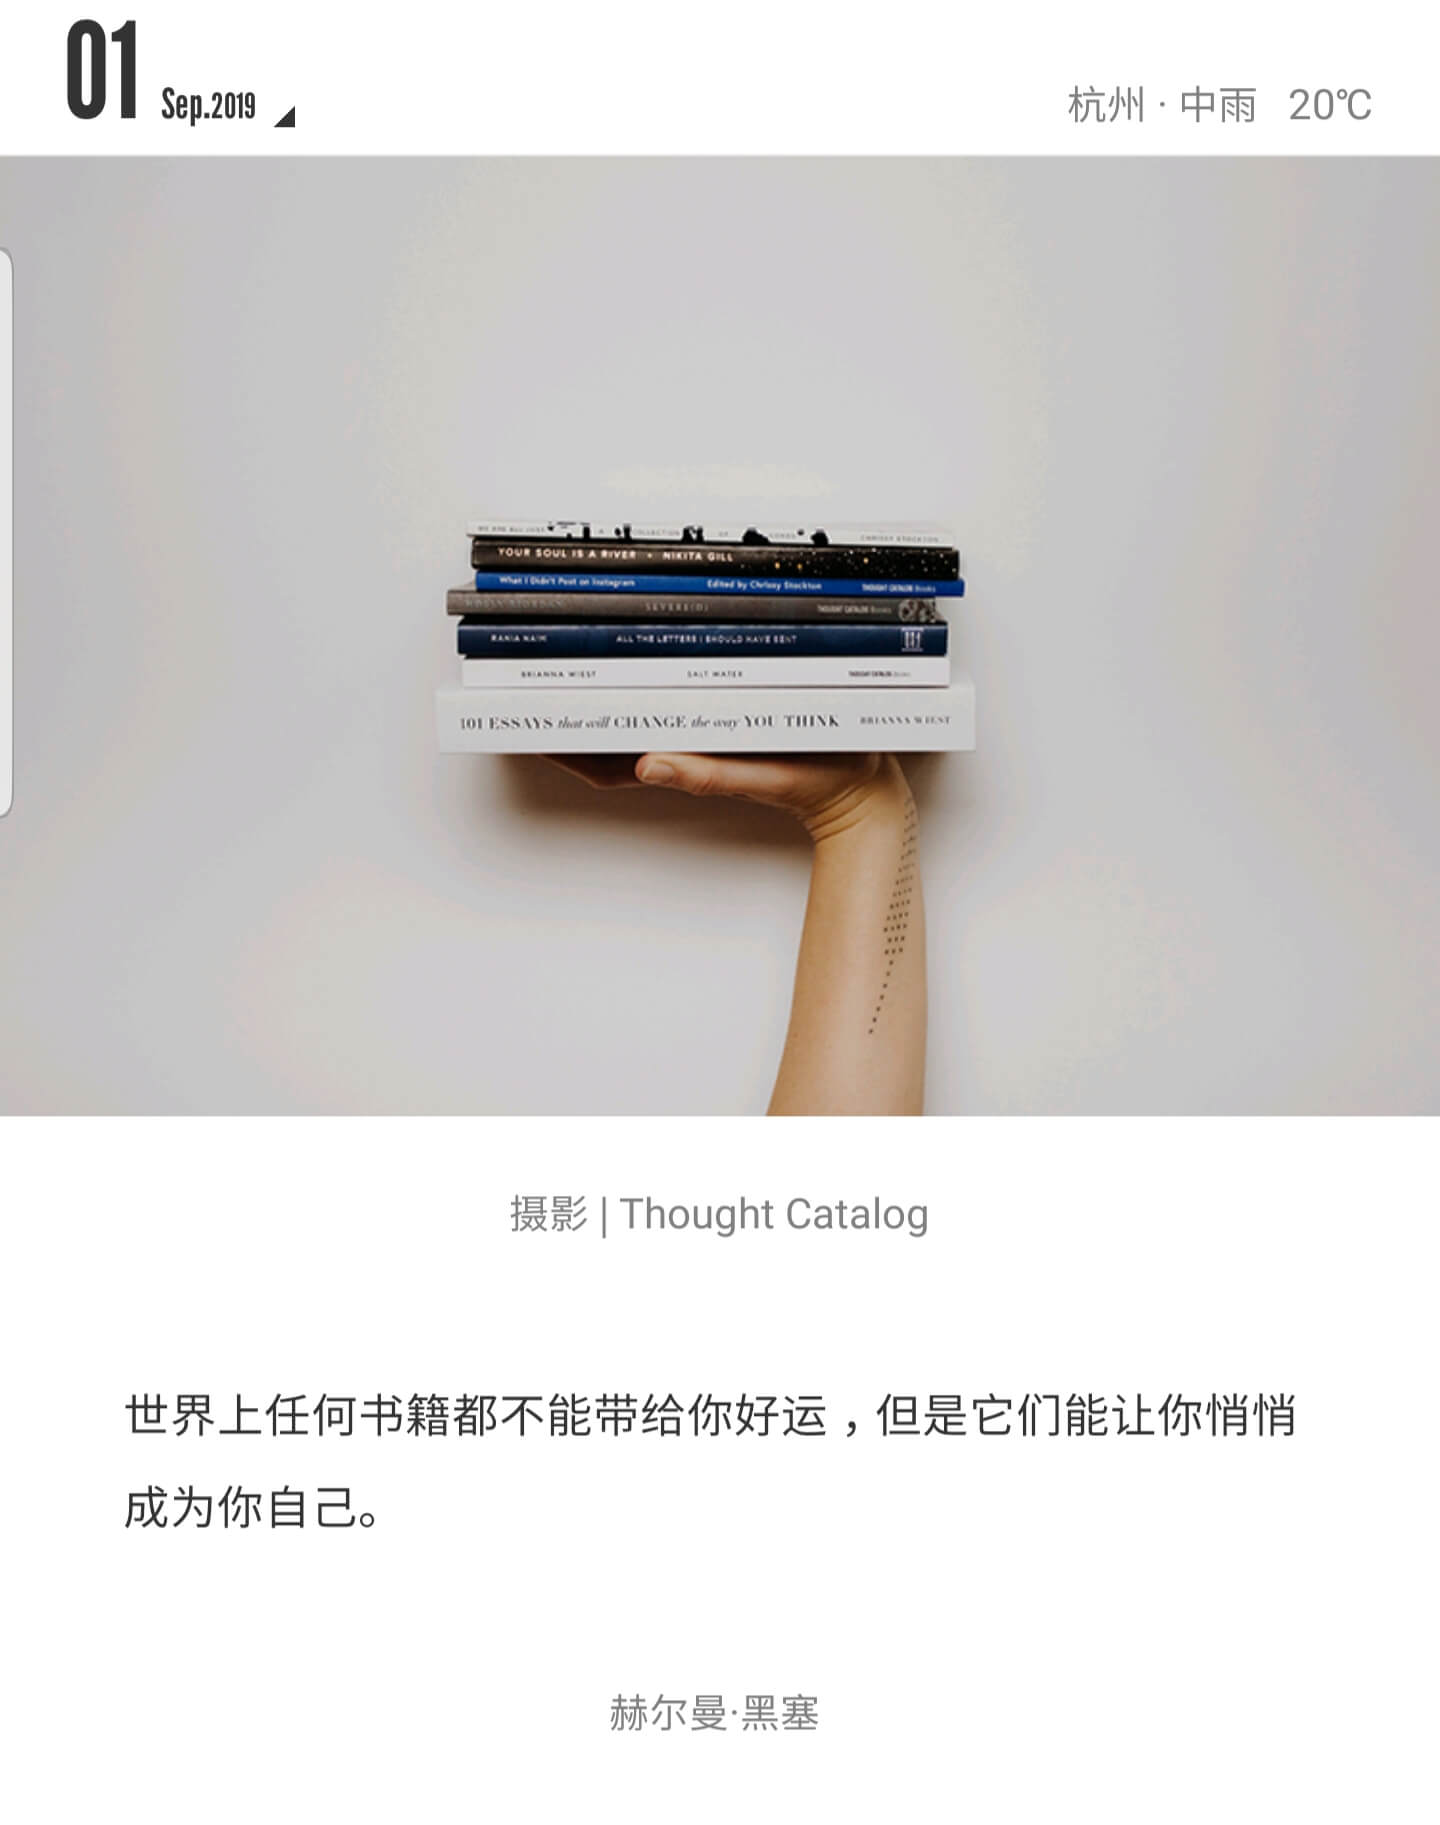 01 Sep.2019
杭州 · 中雨 20℃
YOUR SOUL IS A RIVER • NIKITA GILL
What I Didn't Post on Instagram Edited by Chrissy Stockton THOUGHT CATALOG Books
SEVERE(D) THOUGHT CATALOG Books
RANIA NAIM ALL THE LETTERS I SHOULD HAVE SENT
BRIANNA WIEST SALT WATER THOUGHT CATALOG Books
101 ESSAYS that will CHANGE the way YOU THINK BRIANNA WIEST
摄影 | Thought Catalog
世界上任何书籍都不能带给你好运，但是它们能让你悄悄
成为你自己。
赫尔曼·黑塞